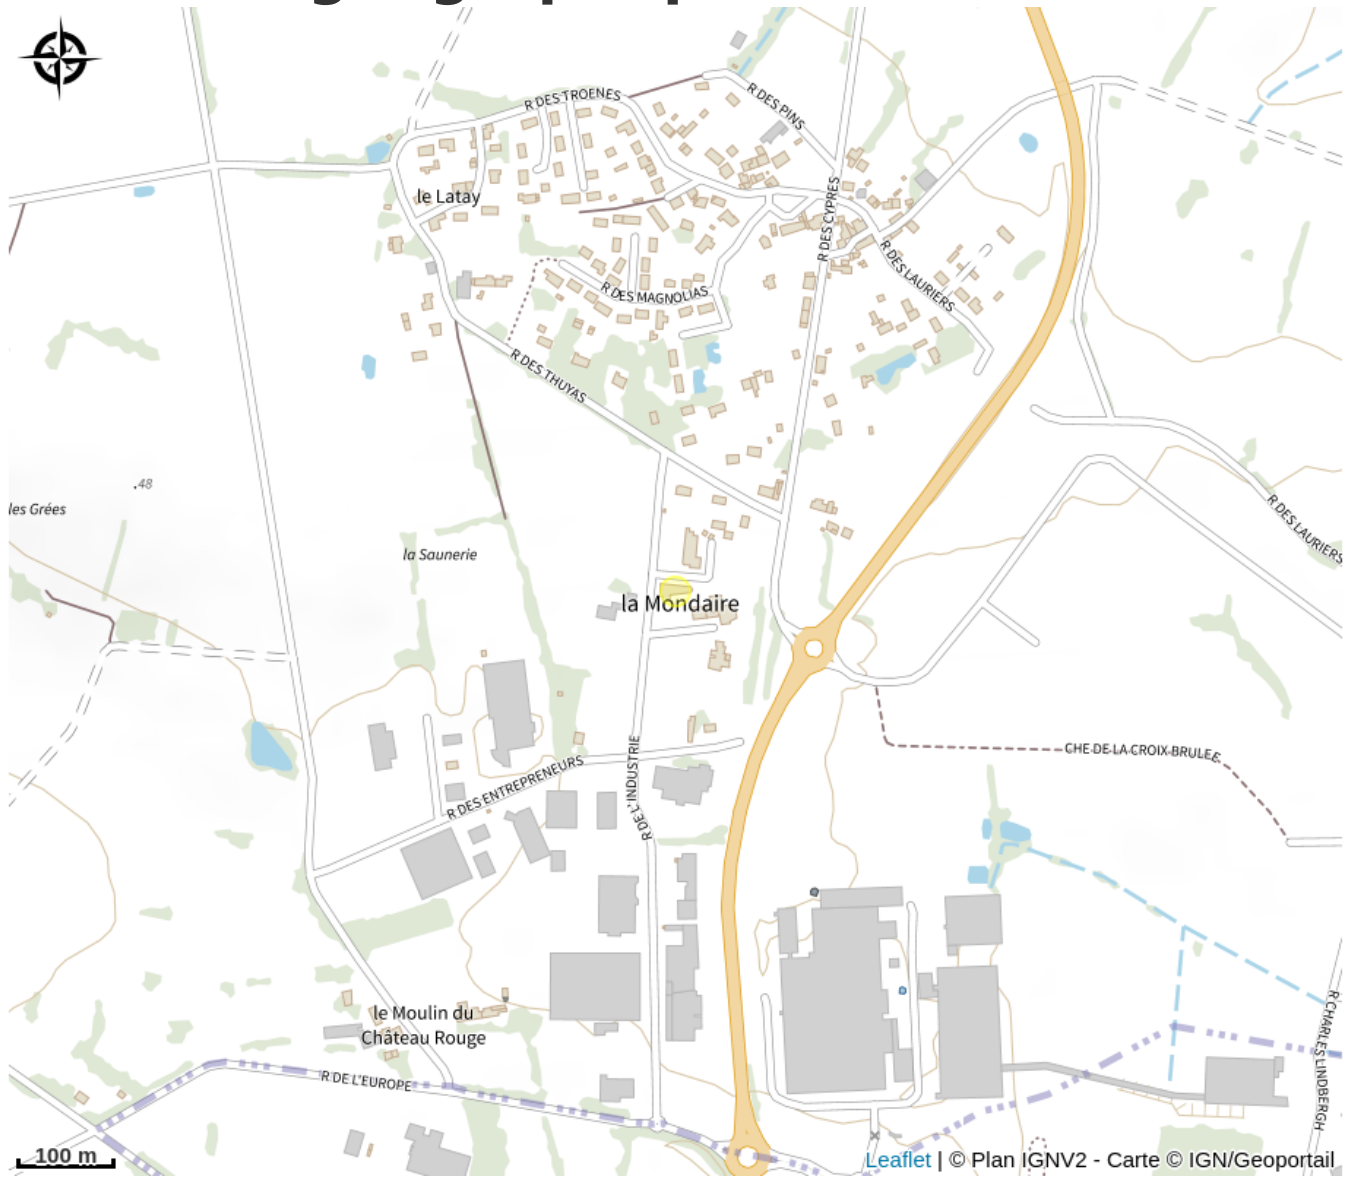 R DES TROENES
R DES PINS
le Latay
R DES CYPRES
R DES LAURIERS
R DES MAGNOLIAS
R DES THUYAS
.48
les Grées
R DES LAURIERS
la Saunerie
la Mondaire
R DE L'INDUSTRIE
CHE DE LA CROIX BRULEE
R DES ENTREPRENEURS
le Moulin du
Château Rouge
R DE L'EUROPE
R CHARLES LINDBERGH
100 m
Leaflet | © Plan IGNV2 - Carte © IGN/Geoportail